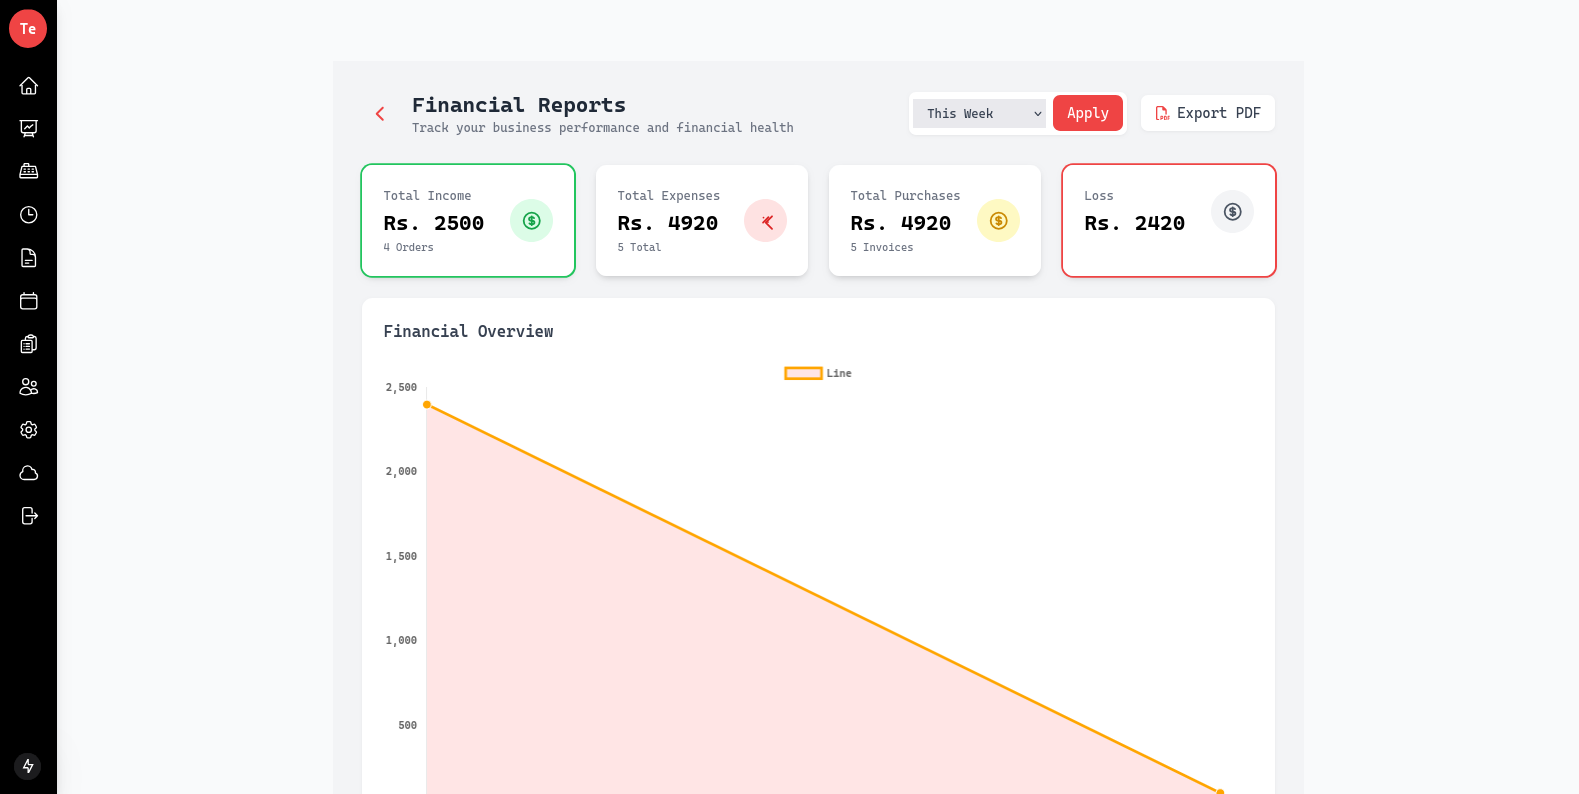 Te
Financial Reports
Track your business performance and financial health
This Week
Apply
PDF
Export PDF
Total Income
Rs. 2500
4 Orders
Total Expenses
Rs. 4920
5 Total
Total Purchases
Rs. 4920
5 Invoices
Loss
Rs. 2420
Financial Overview
Line
2,500
2,000
1,500
1,000
500